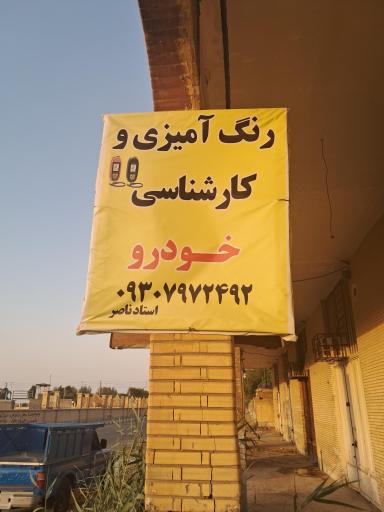 رنگ آمیزی و
کارشناسی
خودرو
۰۹۳۰۷۹۷۲۴۹۲
استاد ناصر